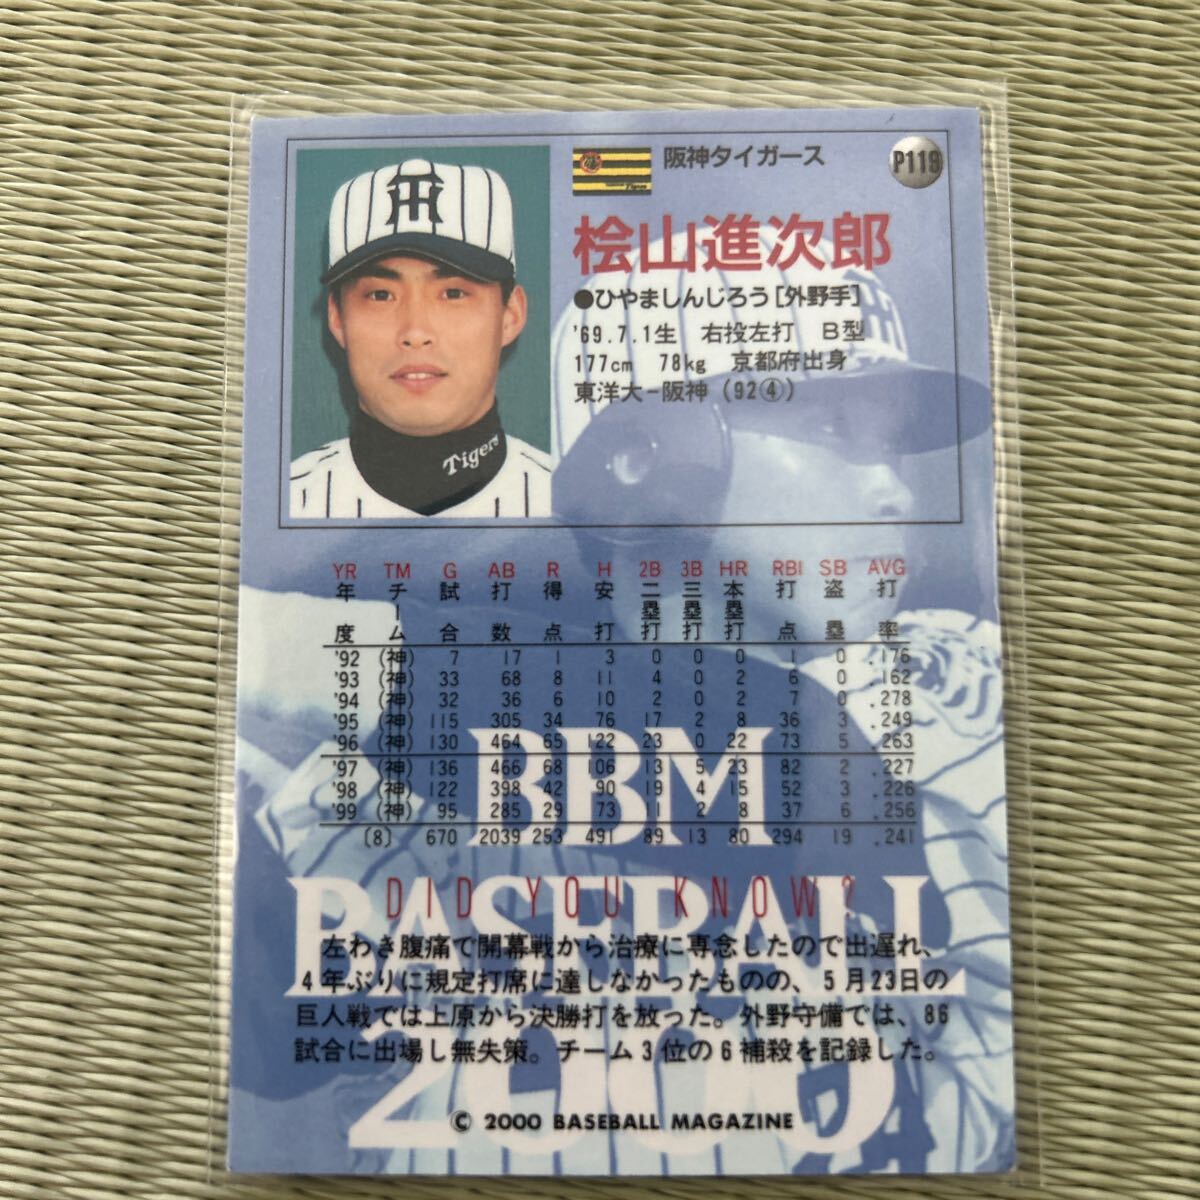 阪神タイガース
P119
桧山進次郎
●ひやましんじろう[外野手]
'69.7.1生 右投左打 B型
177cm 78kg 京都府出身
東洋大−阪神(92④)
Tigers
YR TM G AB R H 2B 3B HR RBI SB AVG
年度 チーム 試合 打数 得点 安打 二塁打 三塁打 本塁打 打点 盗塁 打率
'92 (神) 7 17 1 3 0 0 0 1 0 .176
'93 (神) 33 68 8 11 4 0 2 6 0 .162
'94 (神) 32 36 6 10 2 0 2 7 0 .278
'95 (神) 115 305 34 76 17 2 8 36 3 .249
'96 (神) 130 464 65 122 23 0 22 73 5 .263
'97 (神) 136 466 68 106 13 5 23 82 2 .227
'98 (神) 122 398 42 90 19 4 15 52 3 .226
'99 (神) 95 285 29 73 11 2 8 37 6 .256
[8] 670 2039 253 491 89 13 80 294 19 .241
BBM
BASEBALL
2000
DID YOU KNOW?
左わき腹痛で開幕戦から治療に専念したので出遅れ、
4年ぶりに規定打席に達しなかったものの、5月23日の
巨人戦では上原から決勝打を放った。外野守備では、86
試合に出場し無失策。チーム3位の6補殺を記録した。
© 2000 BASEBALL MAGAZINE